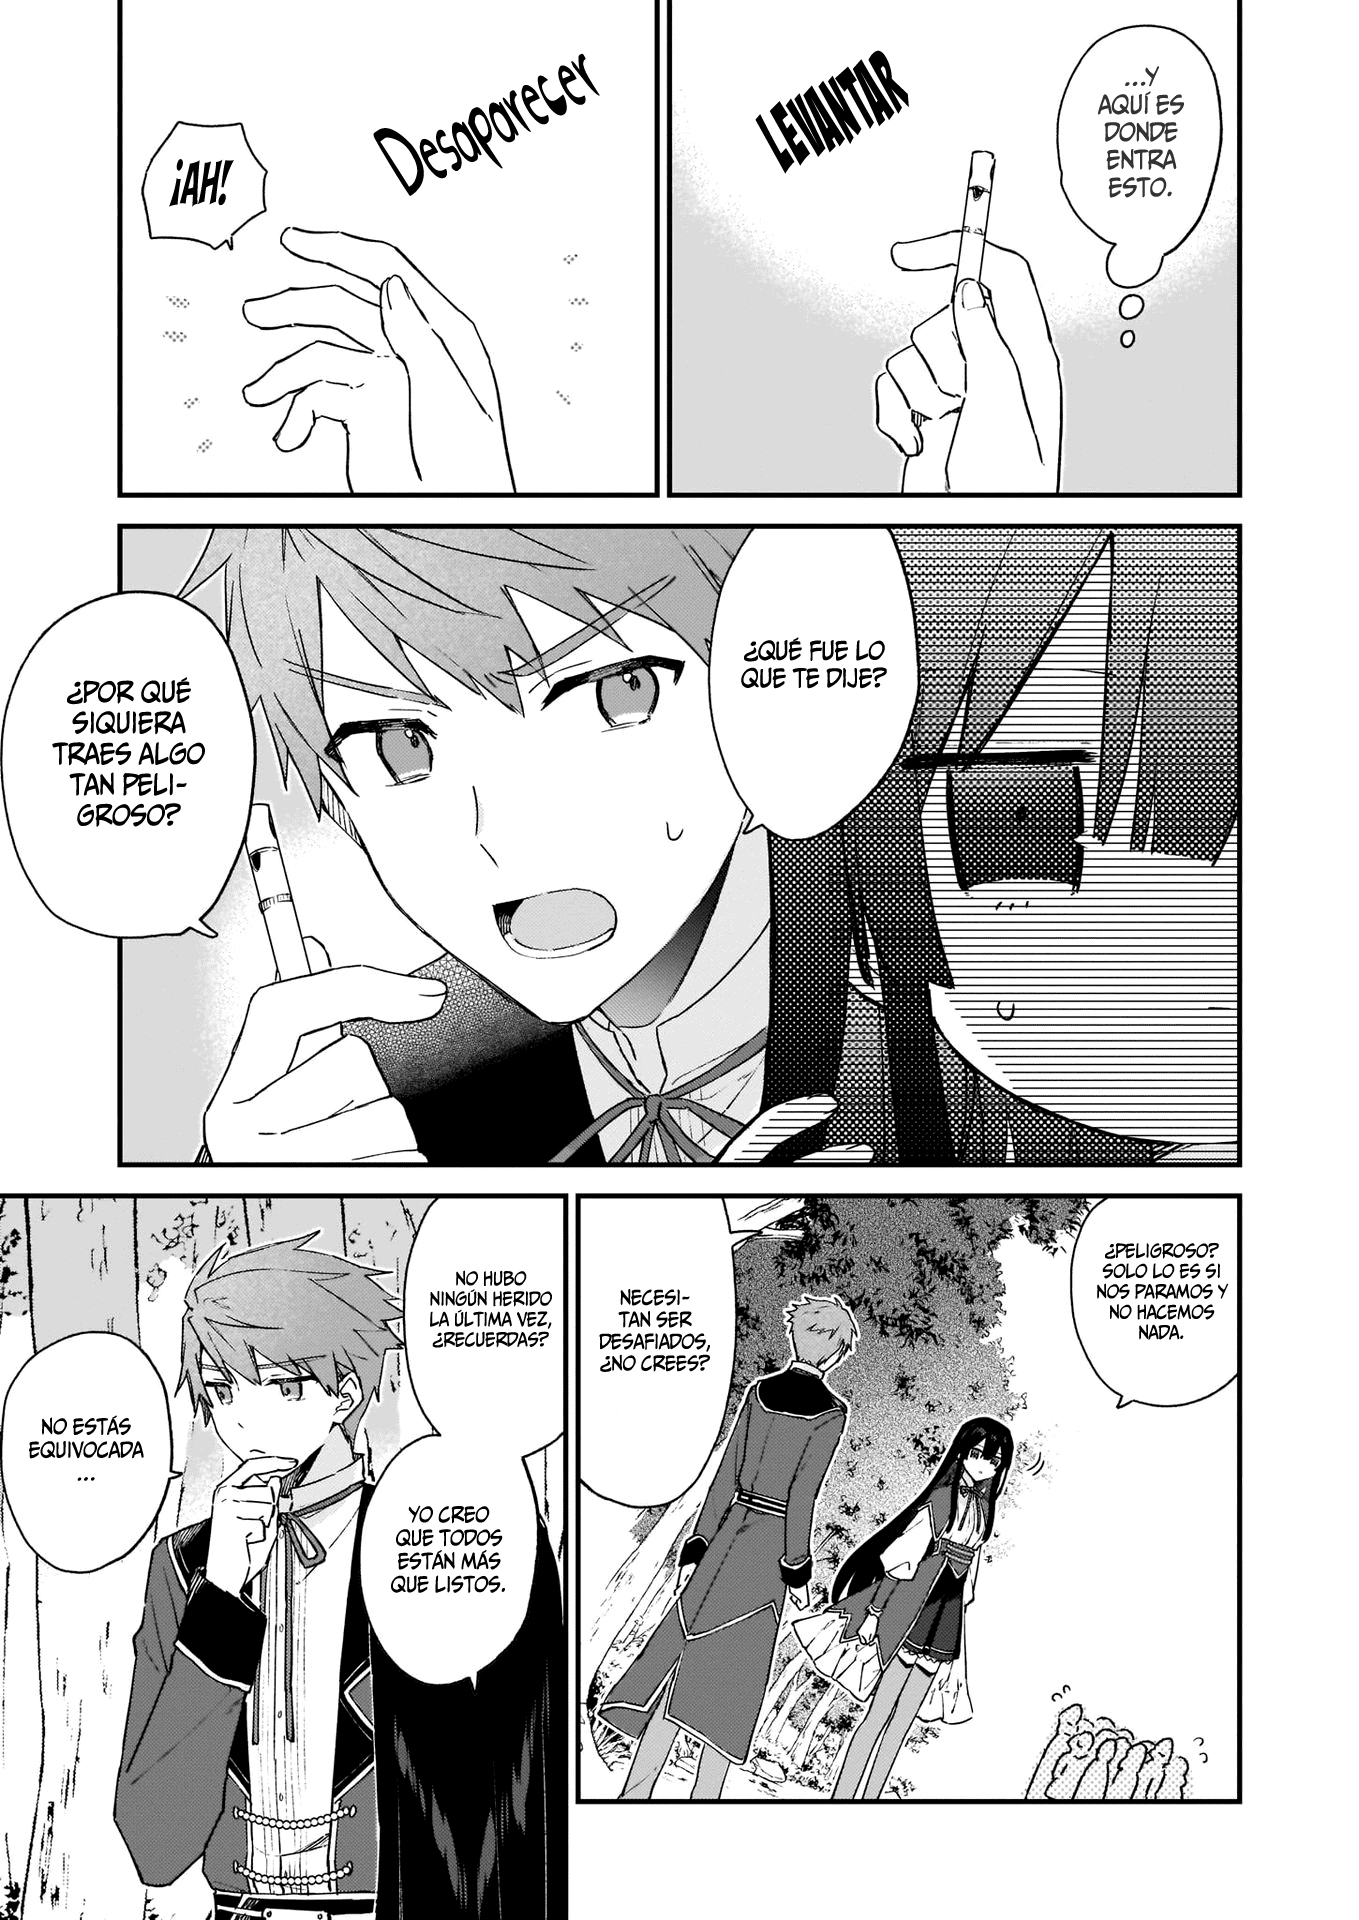 ...Y
AQUÍ ES
DONDE
ENTRA
ESTO.
LEVANTAR
Desaparecer
¡AH!
¿QUÉ FUE LO
QUE TE DIJE?
¿POR QUÉ
SIQUIERA
TRAES ALGO
TAN PELI-
GROSO?
¿PELIGROSO?
SOLO LO ES SI
NOS PARAMOS Y
NO HACEMOS
NADA.
NECESI-
TAN SER
DESAFIADOS,
¿NO CREES?
NO HUBO
NINGÚN HERIDO
LA ÚLTIMA VEZ,
¿RECUERDAS?
YO CREO
QUE TODOS
ESTÁN MÁS
QUE LISTOS.
NO ESTÁS
EQUIVOCADA
...